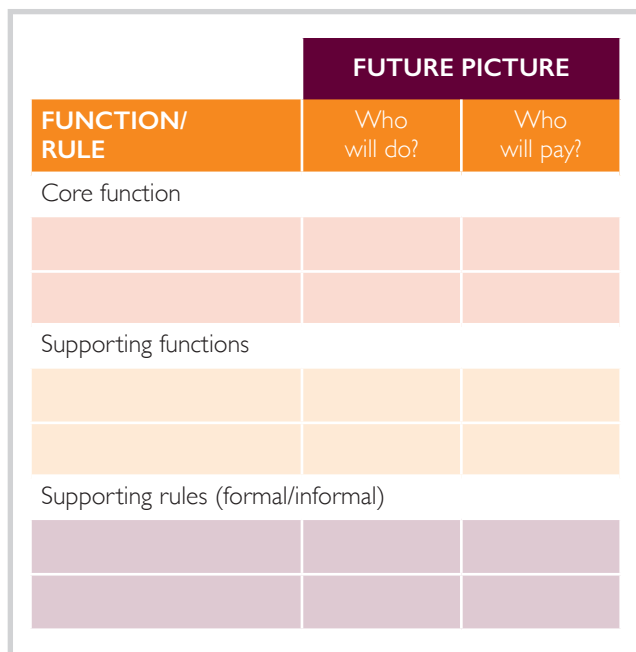 FUTURE PICTURE
FUNCTION/
RULE
Who
will do?
Who
will pay?
Core function
Supporting functions
Supporting rules (formal/informal)